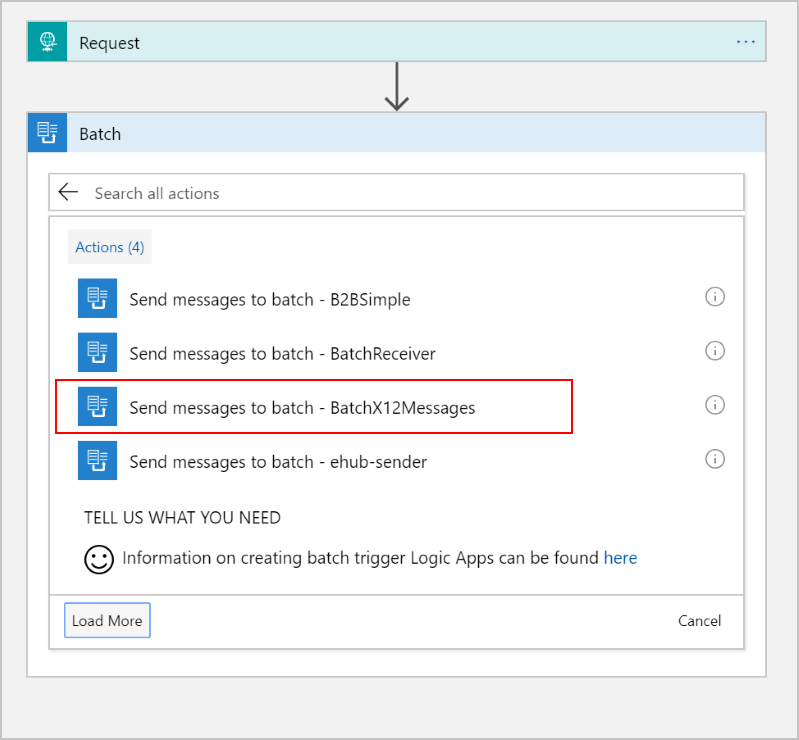 Request
Batch
Search all actions
Actions (4)
Send messages to batch - B2BSimple
Send messages to batch - BatchReceiver
Send messages to batch - BatchX12Messages
Send messages to batch - ehub-sender
TELL US WHAT YOU NEED
Information on creating batch trigger Logic Apps can be found here
Load More Cancel